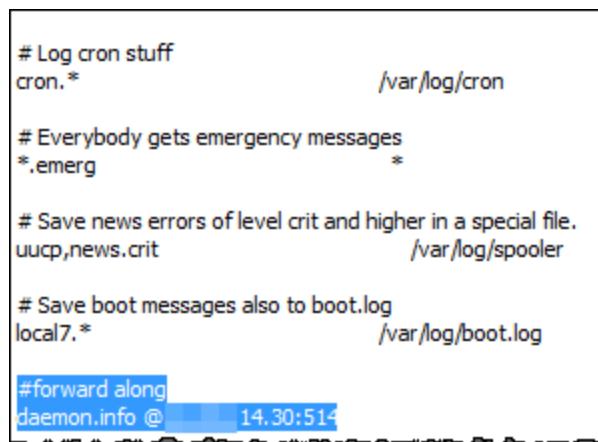 # Log cron stuff
cron.* /var/log/cron
# Everybody gets emergency messages
*.emerg *
# Save news errors of level crit and higher in a special file.
uucp,news.crit /var/log/spooler
# Save boot messages also to boot.log
local7.* /var/log/boot.log
#forward along
daemon.info @ 14.30:514